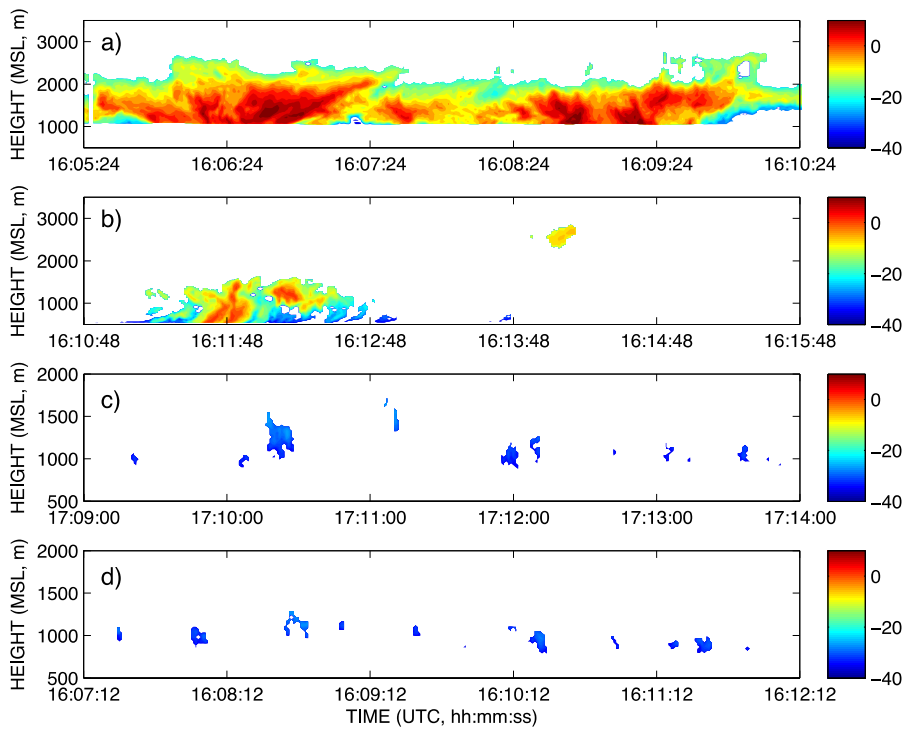 a)
HEIGHT (MSL, m)
3000
2000
1000
16:05:24 16:06:24 16:07:24 16:08:24 16:09:24 16:10:24
0
−20
−40
b)
HEIGHT (MSL, m)
3000
2000
1000
16:10:48 16:11:48 16:12:48 16:13:48 16:14:48 16:15:48
0
−20
−40
c)
HEIGHT (MSL, m)
2000
1500
1000
500
17:09:00 17:10:00 17:11:00 17:12:00 17:13:00 17:14:00
0
−20
−40
d)
HEIGHT (MSL, m)
2000
1500
1000
500
16:07:12 16:08:12 16:09:12 16:10:12 16:11:12 16:12:12
0
−20
−40
TIME (UTC, hh:mm:ss)